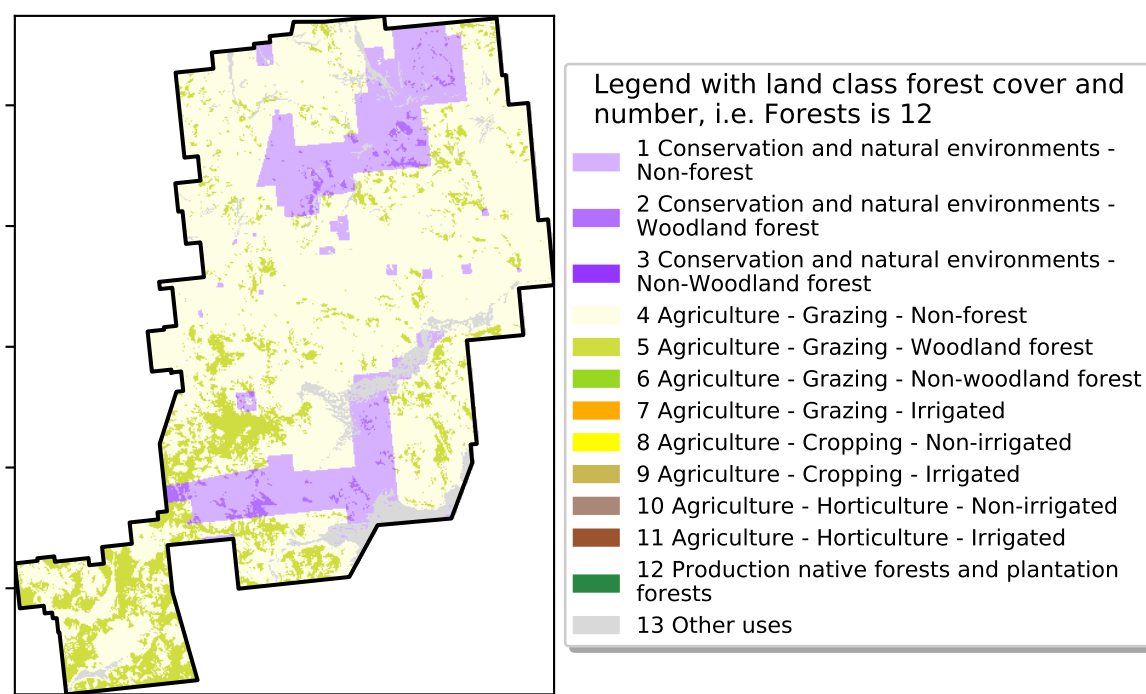 Legend with land class forest cover and
number, i.e. Forests is 12
1 Conservation and natural environments -
Non-forest
2 Conservation and natural environments -
Woodland forest
3 Conservation and natural environments -
Non-Woodland forest
4 Agriculture - Grazing - Non-forest
5 Agriculture - Grazing - Woodland forest
6 Agriculture - Grazing - Non-woodland forest
7 Agriculture - Grazing - Irrigated
8 Agriculture - Cropping - Non-irrigated
9 Agriculture - Cropping - Irrigated
10 Agriculture - Horticulture - Non-irrigated
11 Agriculture - Horticulture - Irrigated
12 Production native forests and plantation
forests
13 Other uses